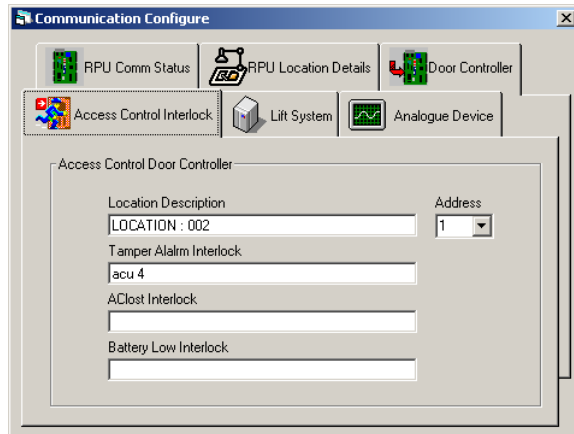 Communication Configure
RPU Comm Status
RPU Location Details
Door Controller
Access Control Interlock
Lift System
Analogue Device
Access Control Door Controller
Location Description
Address
LOCATION : 002
1
Tamper Alalrm Interlock
acu 4
AClost Interlock
Battery Low Interlock